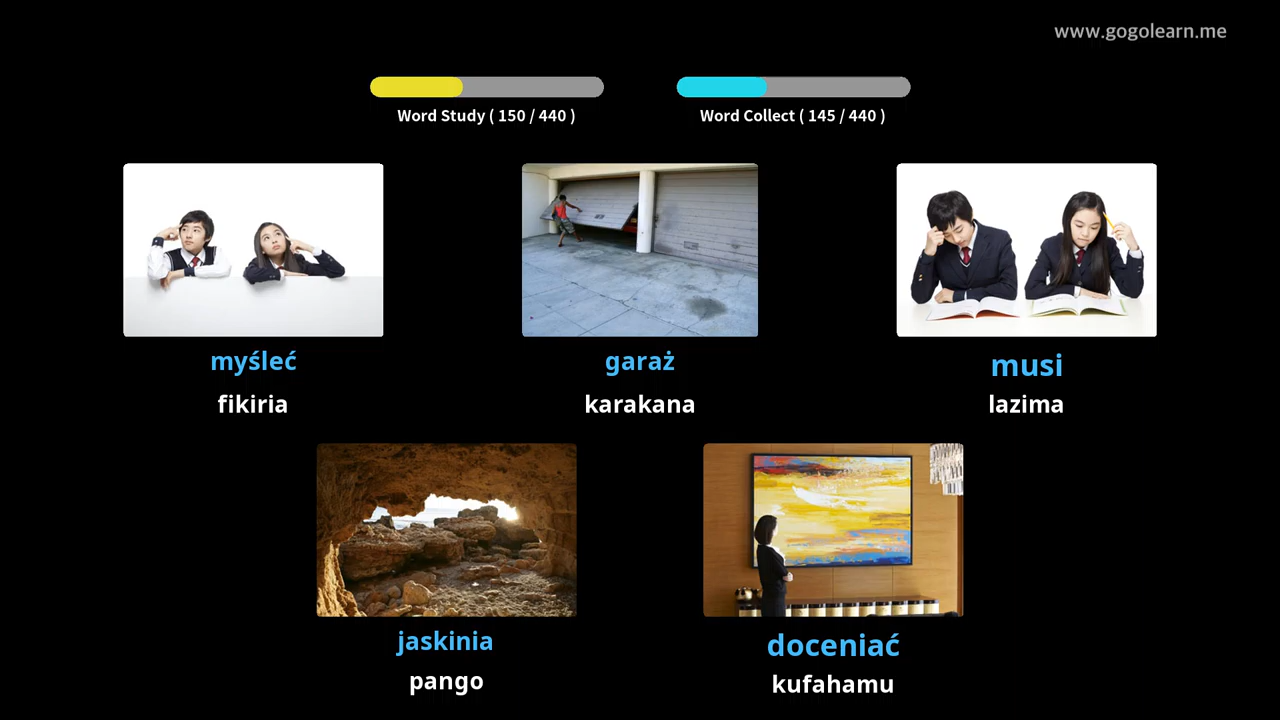 www.gogolearn.me
Word Study ( 150 / 440 )
Word Collect ( 145 / 440 )
myśleć
garaż
musi
fikiria
karakana
lazima
jaskinia
doceniać
pango
kufahamu